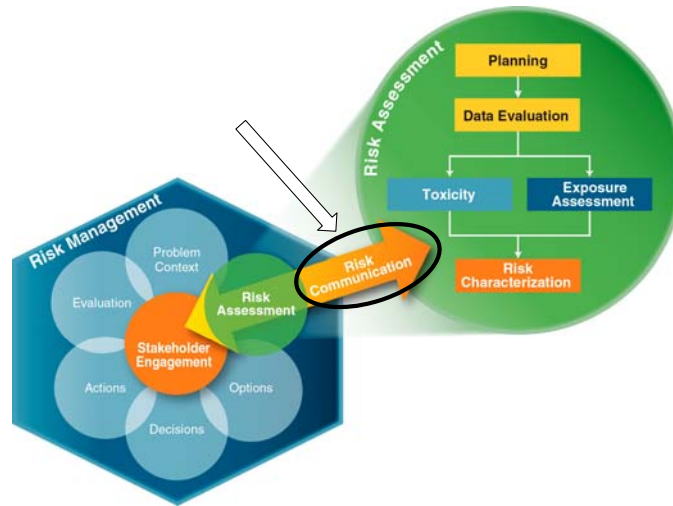 Risk Assessment
Planning
Data Evaluation
Toxicity
Exposure
Assessment
Risk
Characterization
Risk
Communication
Risk Management
Problem
Context
Evaluation
Risk
Assessment
Stakeholder
Engagement
Actions
Options
Decisions